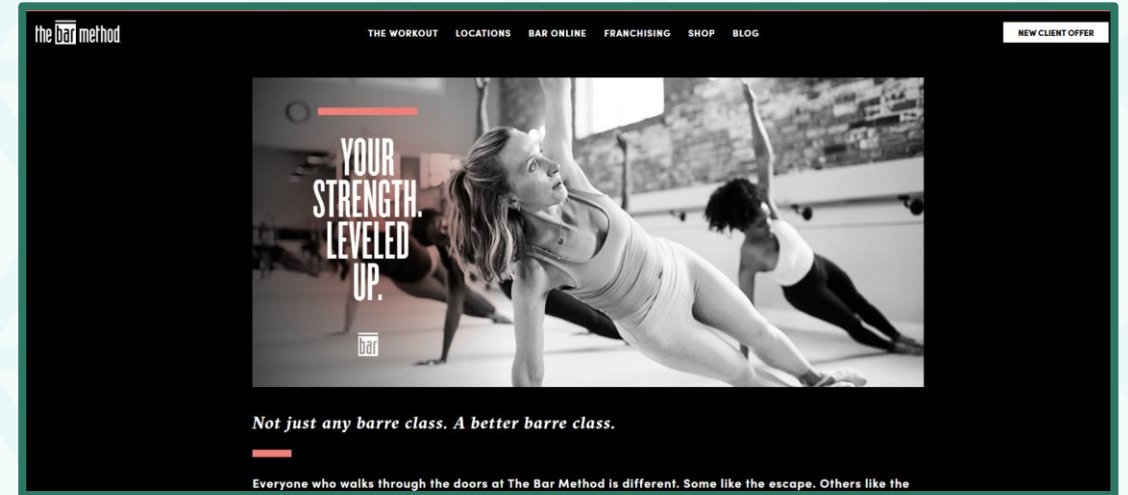 the bar method
THE WORKOUT LOCATIONS BAR ONLINE FRANCHISING SHOP BLOG
NEW CLIENT OFFER
YOUR
STRENGTH.
LEVELED
UP.
bar
Not just any barre class. A better barre class.
Everyone who walks through the doors at The Bar Method is different. Some like the escape. Others like the